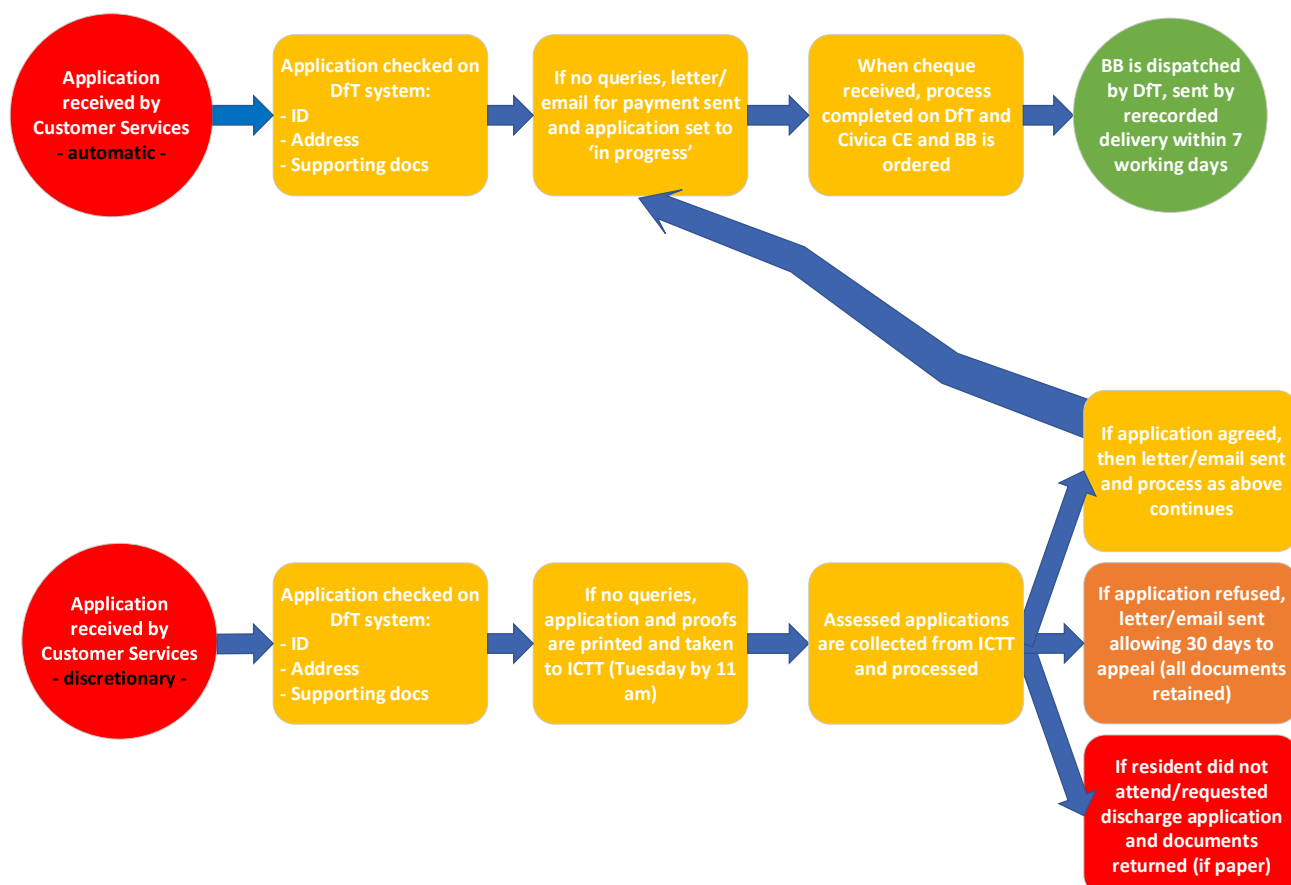 Application
received by
Customer Services
- automatic -
Application checked on
DfT system:
- ID
- Address
- Supporting docs
If no queries, letter/
email for payment sent
and application set to
‘in progress’
When cheque
received, process
completed on DfT and
Civica CE and BB is
ordered
BB is dispatched
by DfT, sent by
rerecorded
delivery within 7
working days
If application agreed,
then letter/email sent
and process as above
continues
Application
received by
Customer Services
- discretionary -
Application checked on
DfT system:
- ID
- Address
- Supporting docs
If no queries,
application and proofs
are printed and taken
to ICTT (Tuesday by 11
am)
Assessed applications
are collected from ICTT
and processed
If application refused,
letter/email sent
allowing 30 days to
appeal (all documents
retained)
If resident did not
attend/requested
discharge application
and documents
returned (if paper)